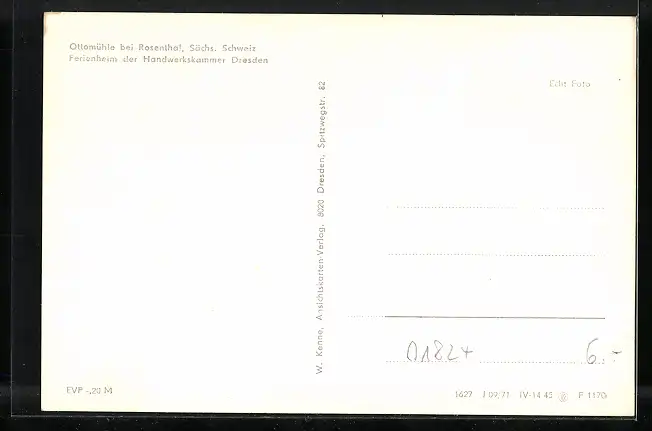 Ottomühle bei Rosenthal, Sächs. Schweiz
Ferienheim der Handwerkskammer Dresden
Echt Foto
W. Kenne, Ansichtskarten-Verlag, 8020 Dresden, Spitzwegstr. 82
01824
6.-
EVP -,20 M
1627 J 09/71 IV-14-45 P 1170